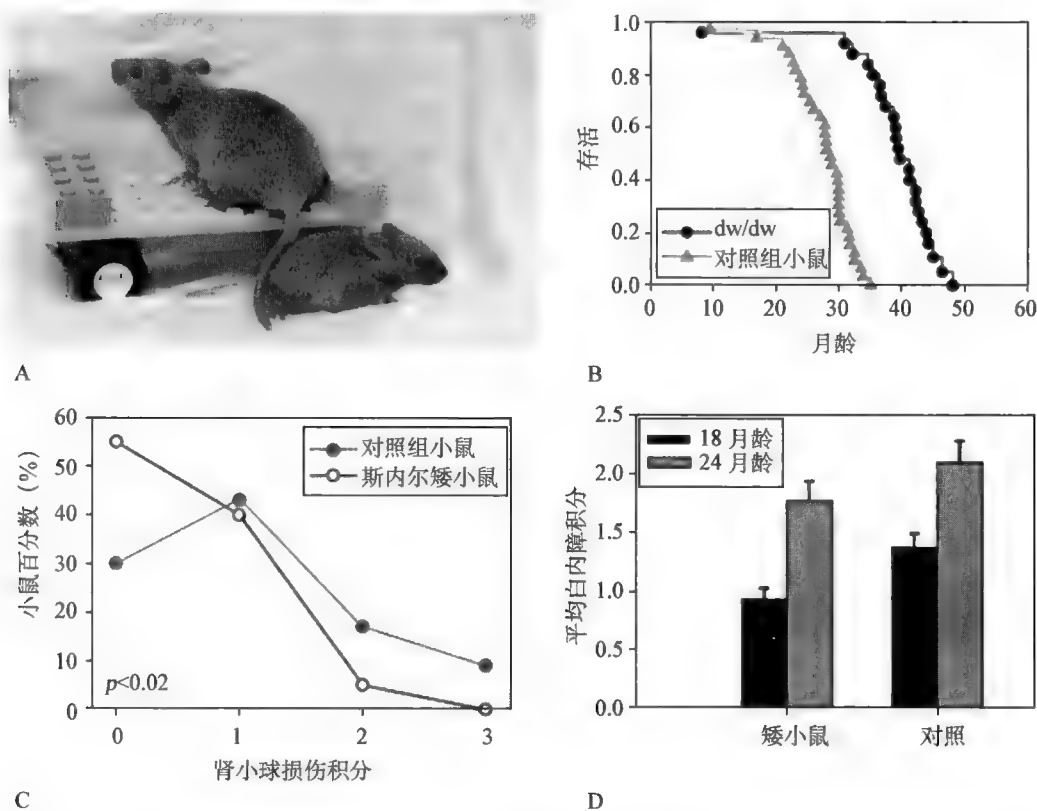 A
1.0
0.8
0.6
0.4
0.2
0.0
存活
dw/dw
对照组小鼠
0
10
20
30
40
50
60
月龄
B
60
50
40
30
20
10
0
小鼠百分数（%）
对照组小鼠
斯内尔矮小鼠
p<0.02
0
1
2
3
肾小球损伤积分
C
2.5
2.0
1.5
1.0
0.5
0.0
平均白内障积分
18 月龄
24 月龄
矮小鼠
对照
D